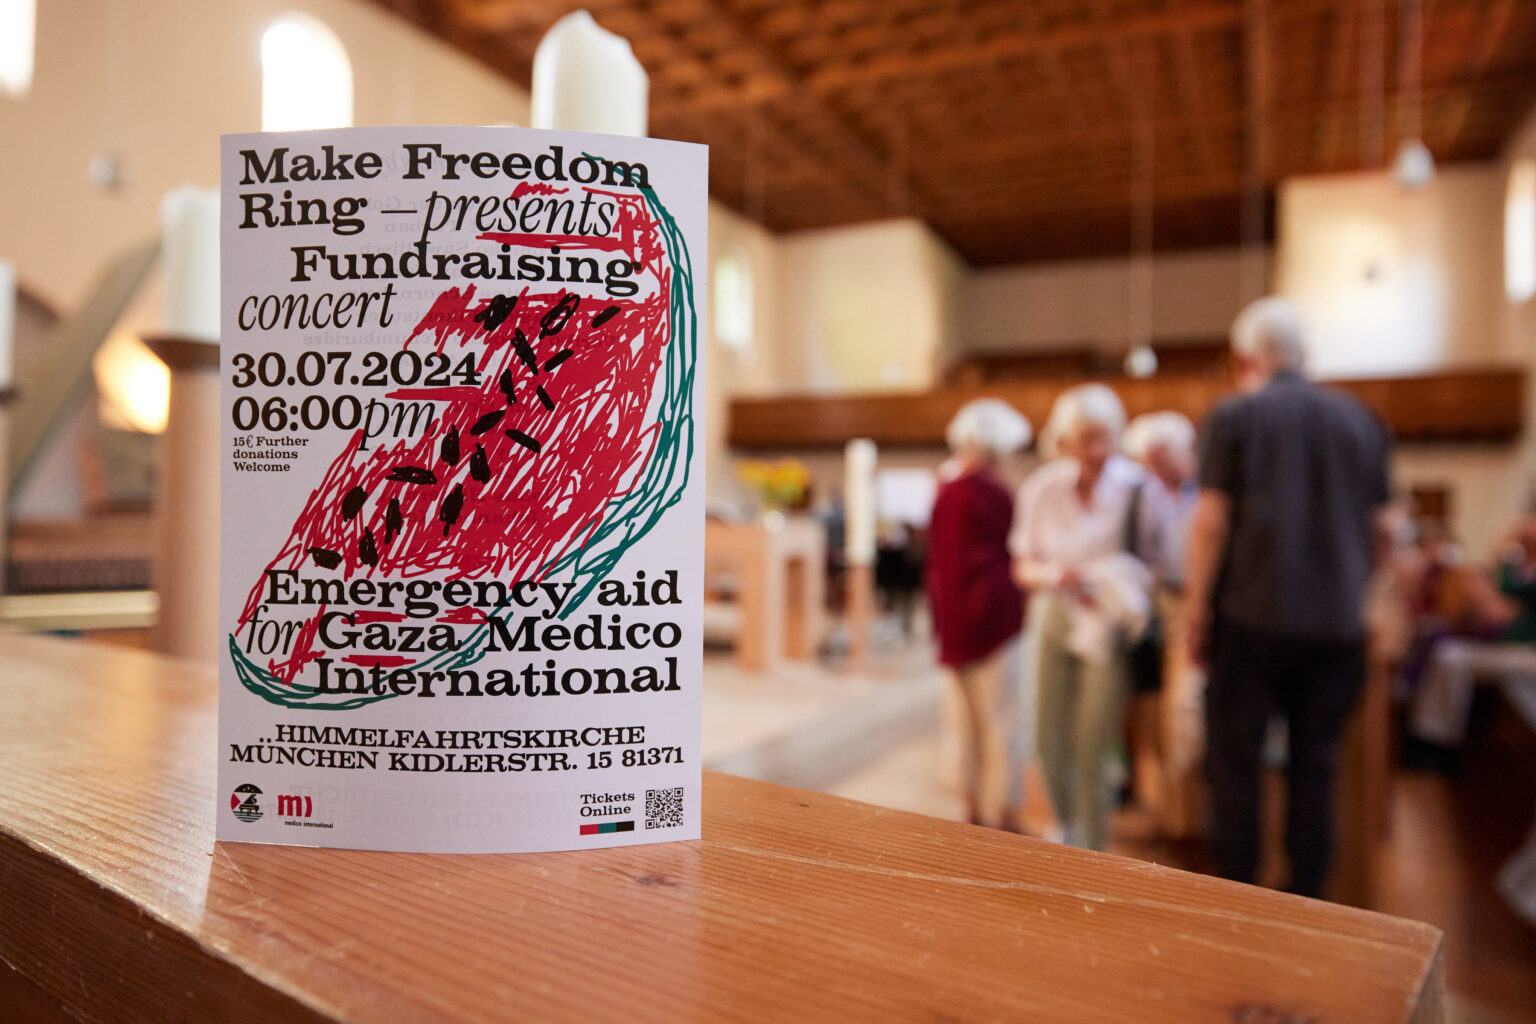 Make Freedom
Ring – presents
Fundraising
concert
30.07.2024
06:00pm
15€ Further
donations
Welcome
Emergency aid
for Gaza Medico
International
HIMMELFAHRTSKIRCHE
MÜNCHEN KIDLERSTR. 15 81371
m)
medico international
Tickets
Online